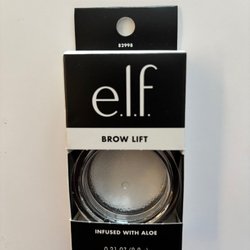 82998
e.l.f.
BROW LIFT
INFUSED WITH ALOE